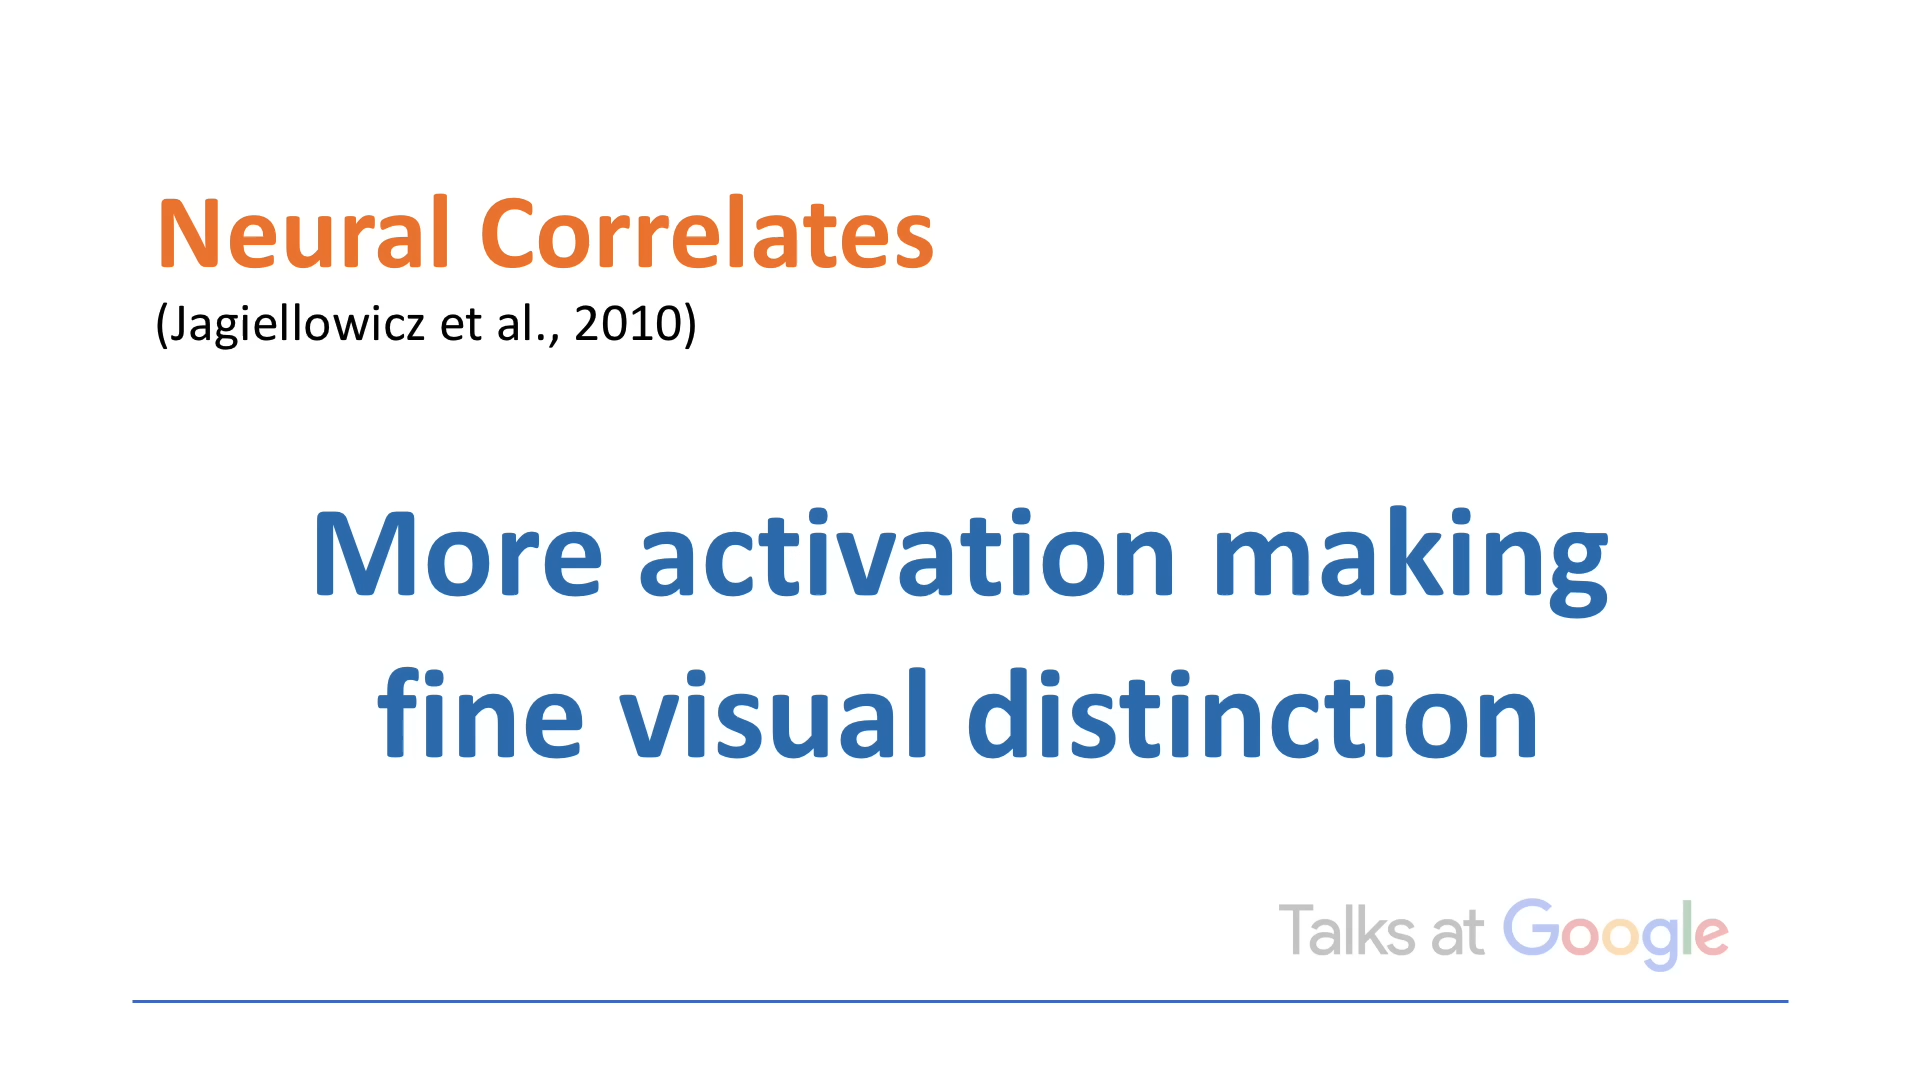 Neural Correlates
(Jagiellowicz et al., 2010)
More activation making
fine visual distinction
Talks at Google